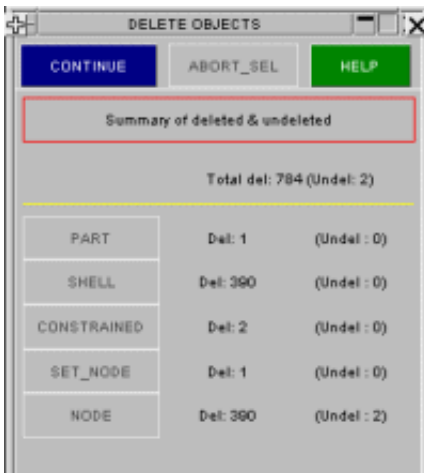 DELETE OBJECTS
CONTINUE ABORT_SEL HELP
Summary of deleted & undeleted
Total del: 784 (Undel: 2)
PART Del: 1 (Undel : 0)
SHELL Del: 390 (Undel : 0)
CONSTRAINED Del: 2 (Undel : 0)
SET_NODE Del: 1 (Undel : 0)
NODE Del: 390 (Undel : 2)